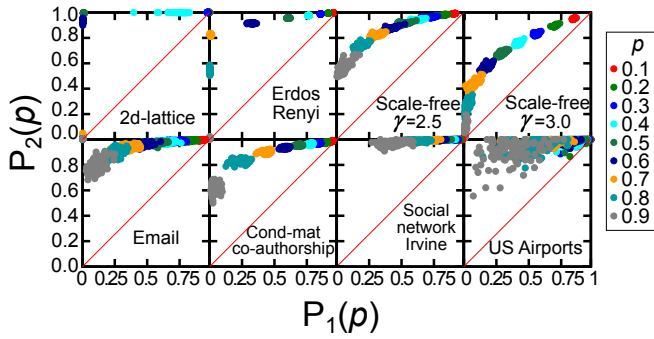 1.0
0.8
0.6
0.4
0.2
0.0
2d-lattice
Erdos
Renyi
Scale-free
γ=2.5
Scale-free
γ=3.0
p
0.1
0.2
0.3
0.4
0.5
0.6
0.7
0.8
0.9
P2(p)
1.0
0.8
0.6
0.4
0.2
0.0
Email
Cond-mat
co-authorship
Social
network
Irvine
US Airports
0 0.25 0.5 0.75 0 0.25 0.5 0.75 0 0.25 0.5 0.75 0 0.25 0.5 0.75 1
P1(p)